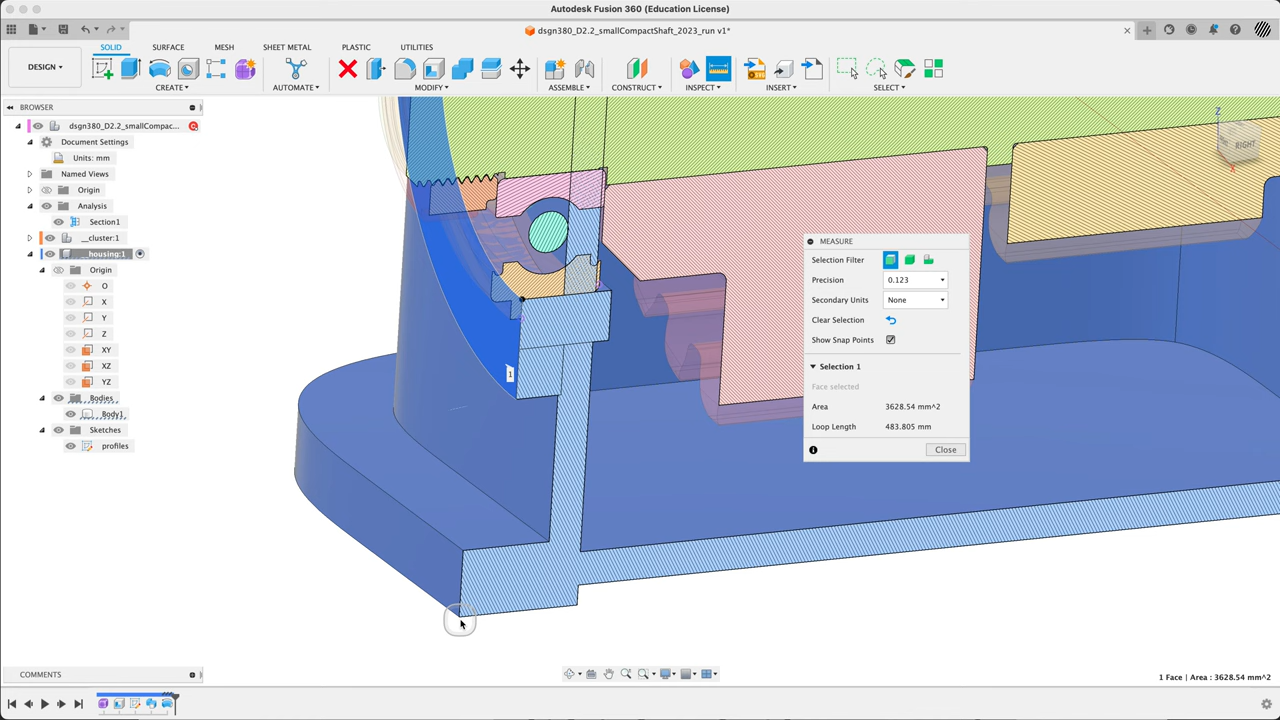 Autodesk Fusion 360 (Education License)
dsgn380_D2.2_smallCompactShaft_2023_run v1*
DESIGN
SOLID SURFACE MESH SHEET METAL PLASTIC UTILITIES
CREATE AUTOMATE MODIFY ASSEMBLE CONSTRUCT INSPECT INSERT SELECT
BROWSER
dsgn380_D2.2_smallCompac...
Document Settings
Units: mm
Named Views
Origin
Analysis
Section1
__cluster:1
__housing:1
Origin
O
X
Y
Z
XY
XZ
YZ
Bodies
Body1
Sketches
profiles
Z
RIGHT
X
1
MEASURE
Selection Filter
Precision 0.123
Secondary Units None
Clear Selection
Show Snap Points
Selection 1
Face selected
Area 3628.54 mm^2
Loop Length 483.805 mm
Close
COMMENTS
1 Face | Area : 3628.54 mm^2